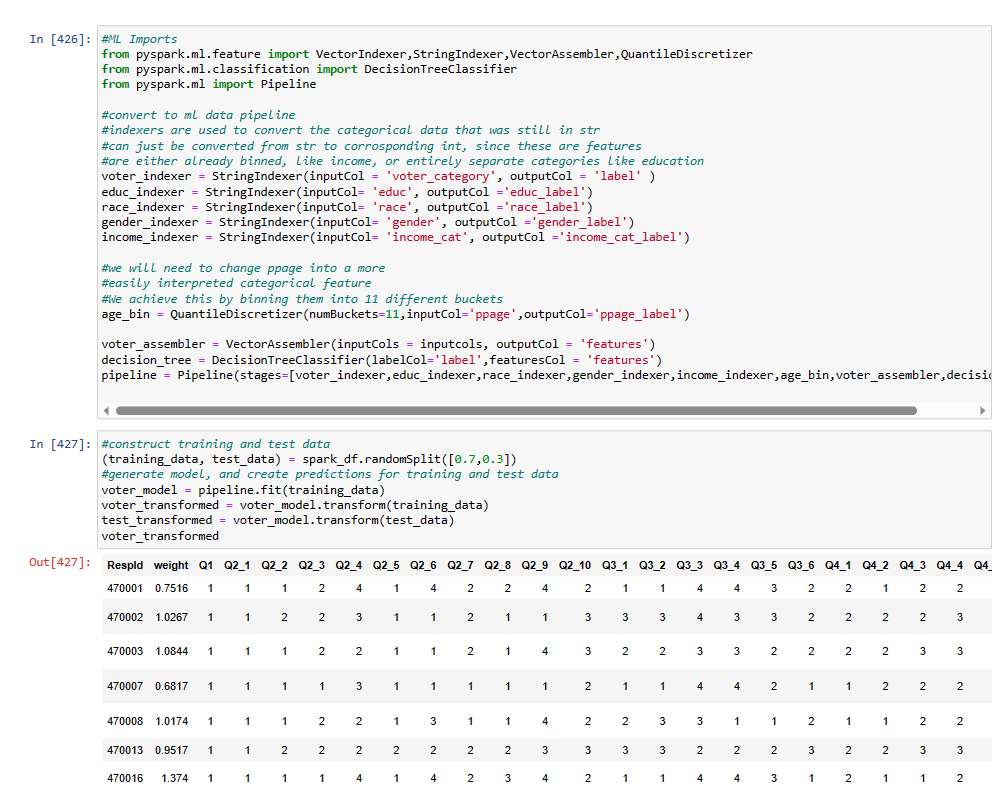 In [426]: #ML Imports
from pyspark.ml.feature import VectorIndexer,StringIndexer,VectorAssembler,QuantileDiscretizer
from pyspark.ml.classification import DecisionTreeClassifier
from pyspark.ml import Pipeline
#convert to ml data pipeline
#indexers are used to convert the categorical data that was still in str
#can just be converted from str to corrosponding int, since these are features
#are either already binned, like income, or entirely separate categories like education
voter_indexer = StringIndexer(inputCol = 'voter_category', outputCol = 'label' )
educ_indexer = StringIndexer(inputCol= 'educ', outputCol ='educ_label')
race_indexer = StringIndexer(inputCol= 'race', outputCol ='race_label')
gender_indexer = StringIndexer(inputCol= 'gender', outputCol ='gender_label')
income_indexer = StringIndexer(inputCol= 'income_cat', outputCol ='income_cat_label')
#we will need to change ppage into a more
#easily interpreted categorical feature
#We achieve this by binning them into 11 different buckets
age_bin = QuantileDiscretizer(numBuckets=11,inputCol='ppage',outputCol='ppage_label')
voter_assembler = VectorAssembler(inputCols = inputcols, outputCol = 'features')
decision_tree = DecisionTreeClassifier(labelCol='label',featuresCol = 'features')
pipeline = Pipeline(stages=[voter_indexer,educ_indexer,race_indexer,gender_indexer,income_indexer,age_bin,voter_assembler,decisi
In [427]: #construct training and test data
(training_data, test_data) = spark_df.randomSplit([0.7,0.3])
#generate model, and create predictions for training and test data
voter_model = pipeline.fit(training_data)
voter_transformed = voter_model.transform(training_data)
test_transformed = voter_model.transform(test_data)
voter_transformed
Out[427]: RespId weight Q1 Q2_1 Q2_2 Q2_3 Q2_4 Q2_5 Q2_6 Q2_7 Q2_8 Q2_9 Q2_10 Q3_1 Q3_2 Q3_3 Q3_4 Q3_5 Q3_6 Q4_1 Q4_2 Q4_3 Q4_4 Q4_
470001 0.7516 1 1 1 2 4 1 4 2 2 4 2 1 1 4 4 3 2 2 1 2 2
470002 1.0267 1 1 2 2 3 1 1 2 1 1 3 3 3 4 3 3 2 2 2 2 3
470003 1.0844 1 1 1 2 2 1 1 2 1 4 3 2 2 3 3 2 2 2 2 3 3
470007 0.6817 1 1 1 1 3 1 1 1 1 1 2 1 1 4 4 2 1 1 2 2 2
470008 1.0174 1 1 1 2 2 1 3 1 1 4 2 2 3 3 1 1 2 1 1 2 2
470013 0.9517 1 1 2 2 2 2 2 2 2 3 3 3 3 2 2 2 3 2 2 3 3
470016 1.374 1 1 1 1 4 1 4 2 3 4 2 1 1 4 4 3 1 2 1 1 2